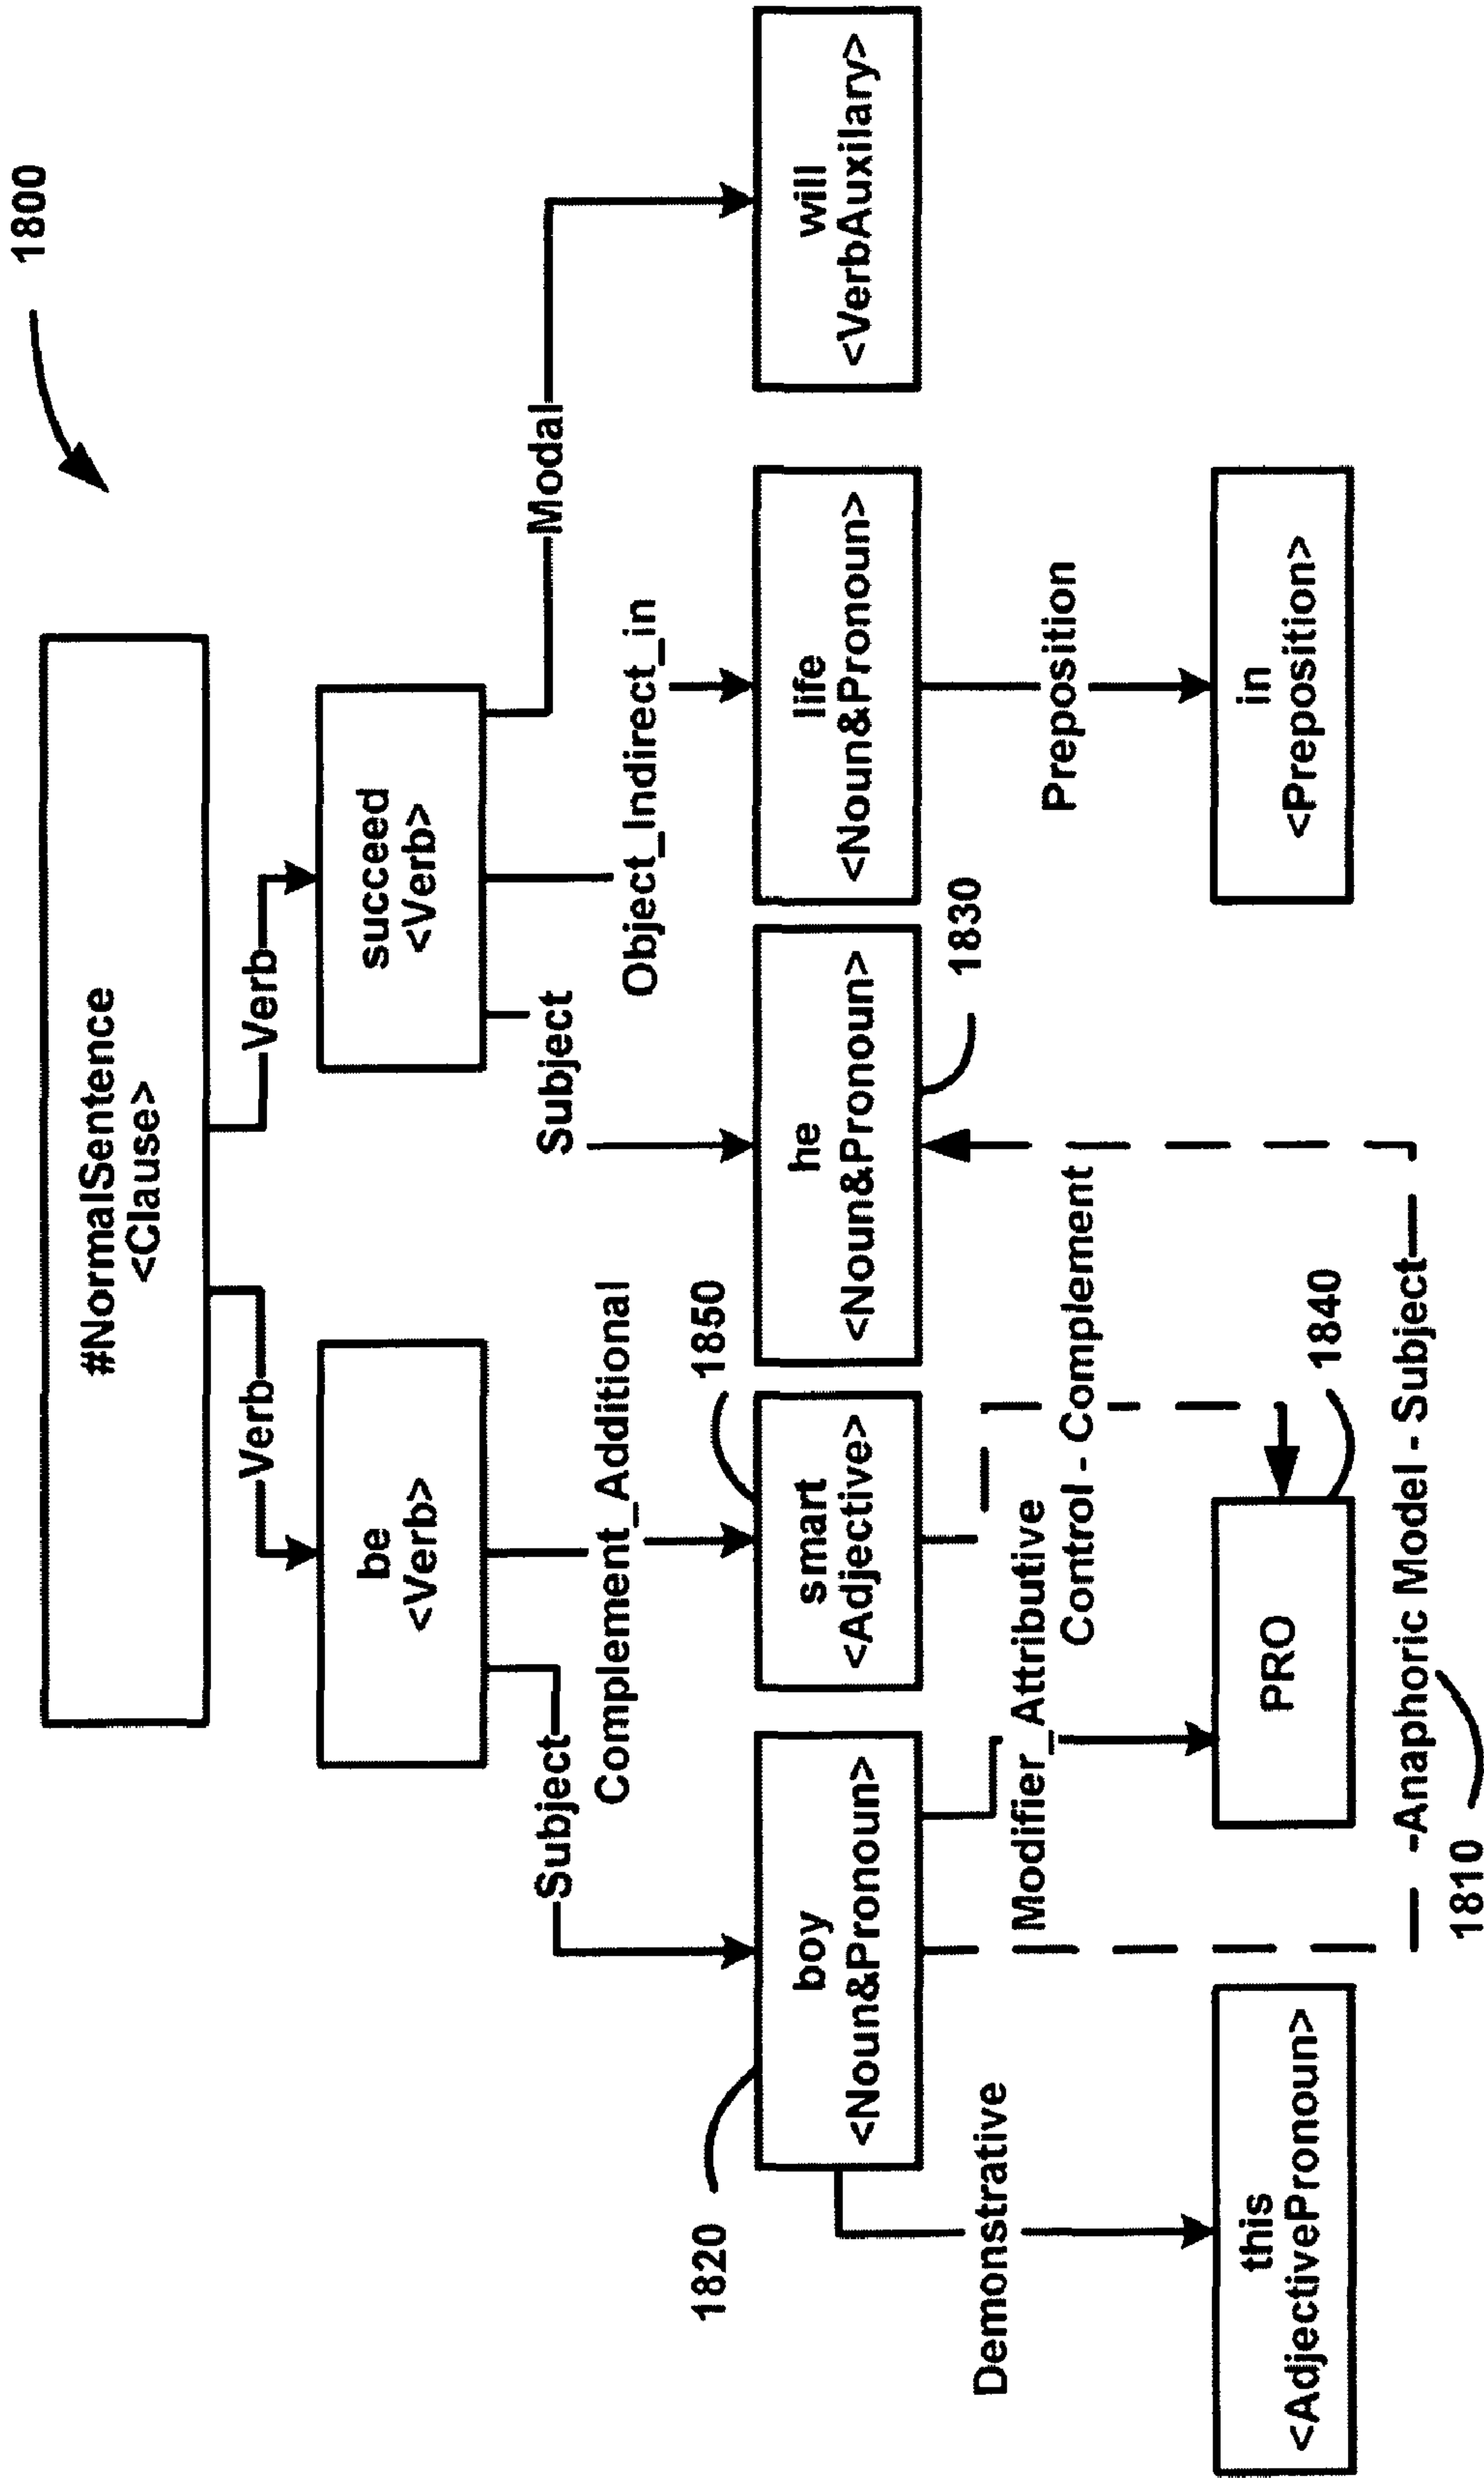 1800
#NormalSentence
<Clause>
Verb
Verb
be
<Verb>
succeed
<Verb>
Subject
Complement_Additional
Subject
Object_Indirect_in
Modal
1820
boy
<Noun&Pronoun>
1850
smart
<Adjective>
he
<Noun&Pronoun>
1830
life
<Noun&Pronoun>
will
<VerbAuxilary>
Demonstrative
Modifier_Attributive
Control - Complement
Preposition
this
<AdjectivePronoun>
PRO
1840
in
<Preposition>
Anaphoric Model - Subject
1810